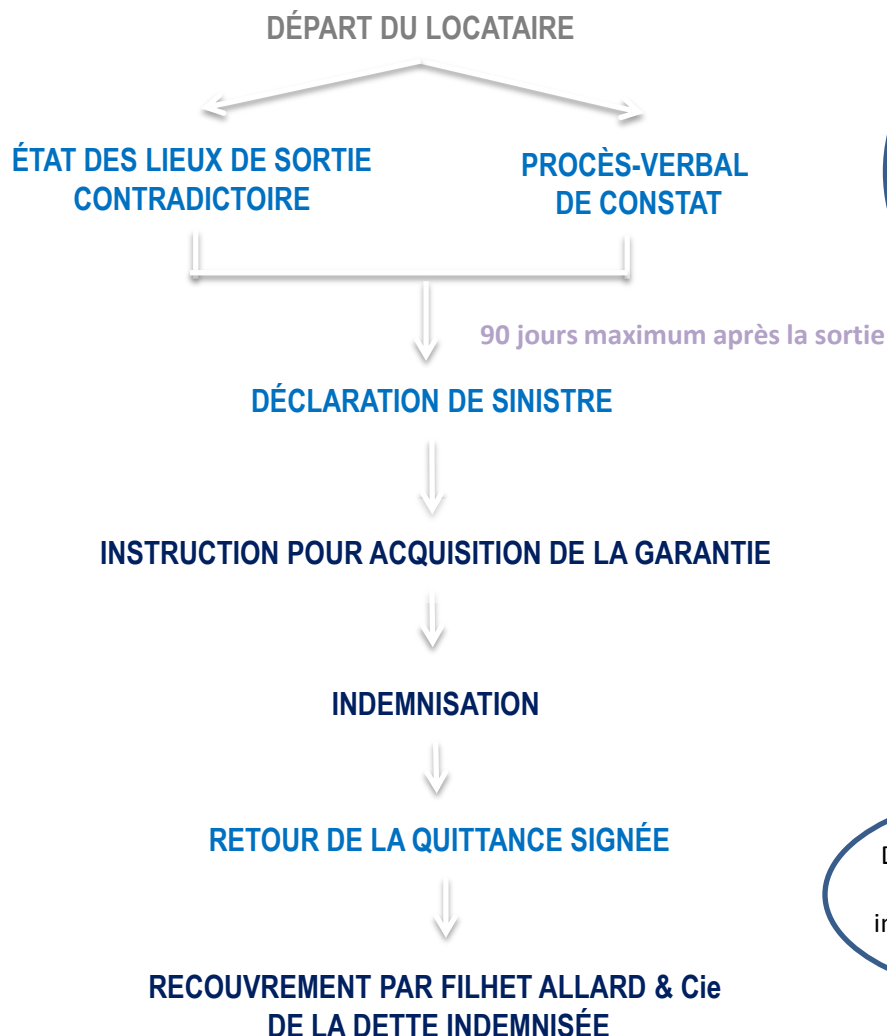 DÉPART DU LOCATAIRE
ÉTAT DES LIEUX DE SORTIE
CONTRADICTOIRE
PROCÈS-VERBAL
DE CONSTAT
90 jours maximum après la sortie
DÉCLARATION DE SINISTRE
INSTRUCTION POUR ACQUISITION DE LA GARANTIE
INDEMNISATION
RETOUR DE LA QUITTANCE SIGNÉE
RECOUVREMENT PAR FILHET ALLARD & Cie
DE LA DETTE INDEMNISÉE